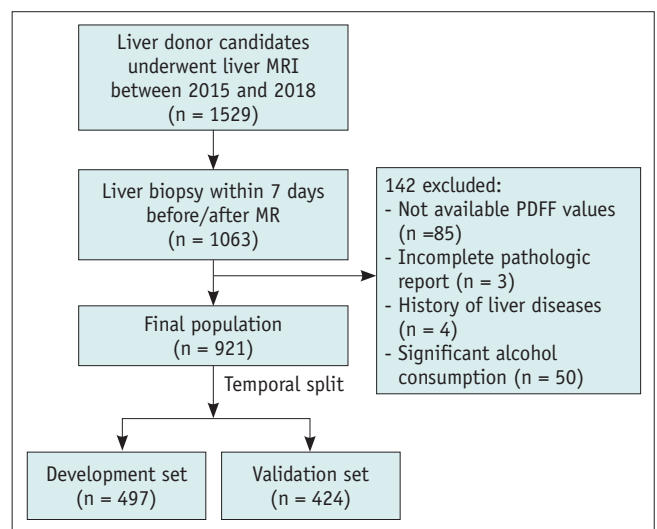 Liver donor candidates
underwent liver MRI
between 2015 and 2018
(n = 1529)
Liver biopsy within 7 days
before/after MR
(n = 1063)
142 excluded:
- Not available PDFF values
(n =85)
- Incomplete pathologic
report (n = 3)
- History of liver diseases
(n = 4)
- Significant alcohol
consumption (n = 50)
Final population
(n = 921)
Temporal split
Development set
(n = 497)
Validation set
(n = 424)